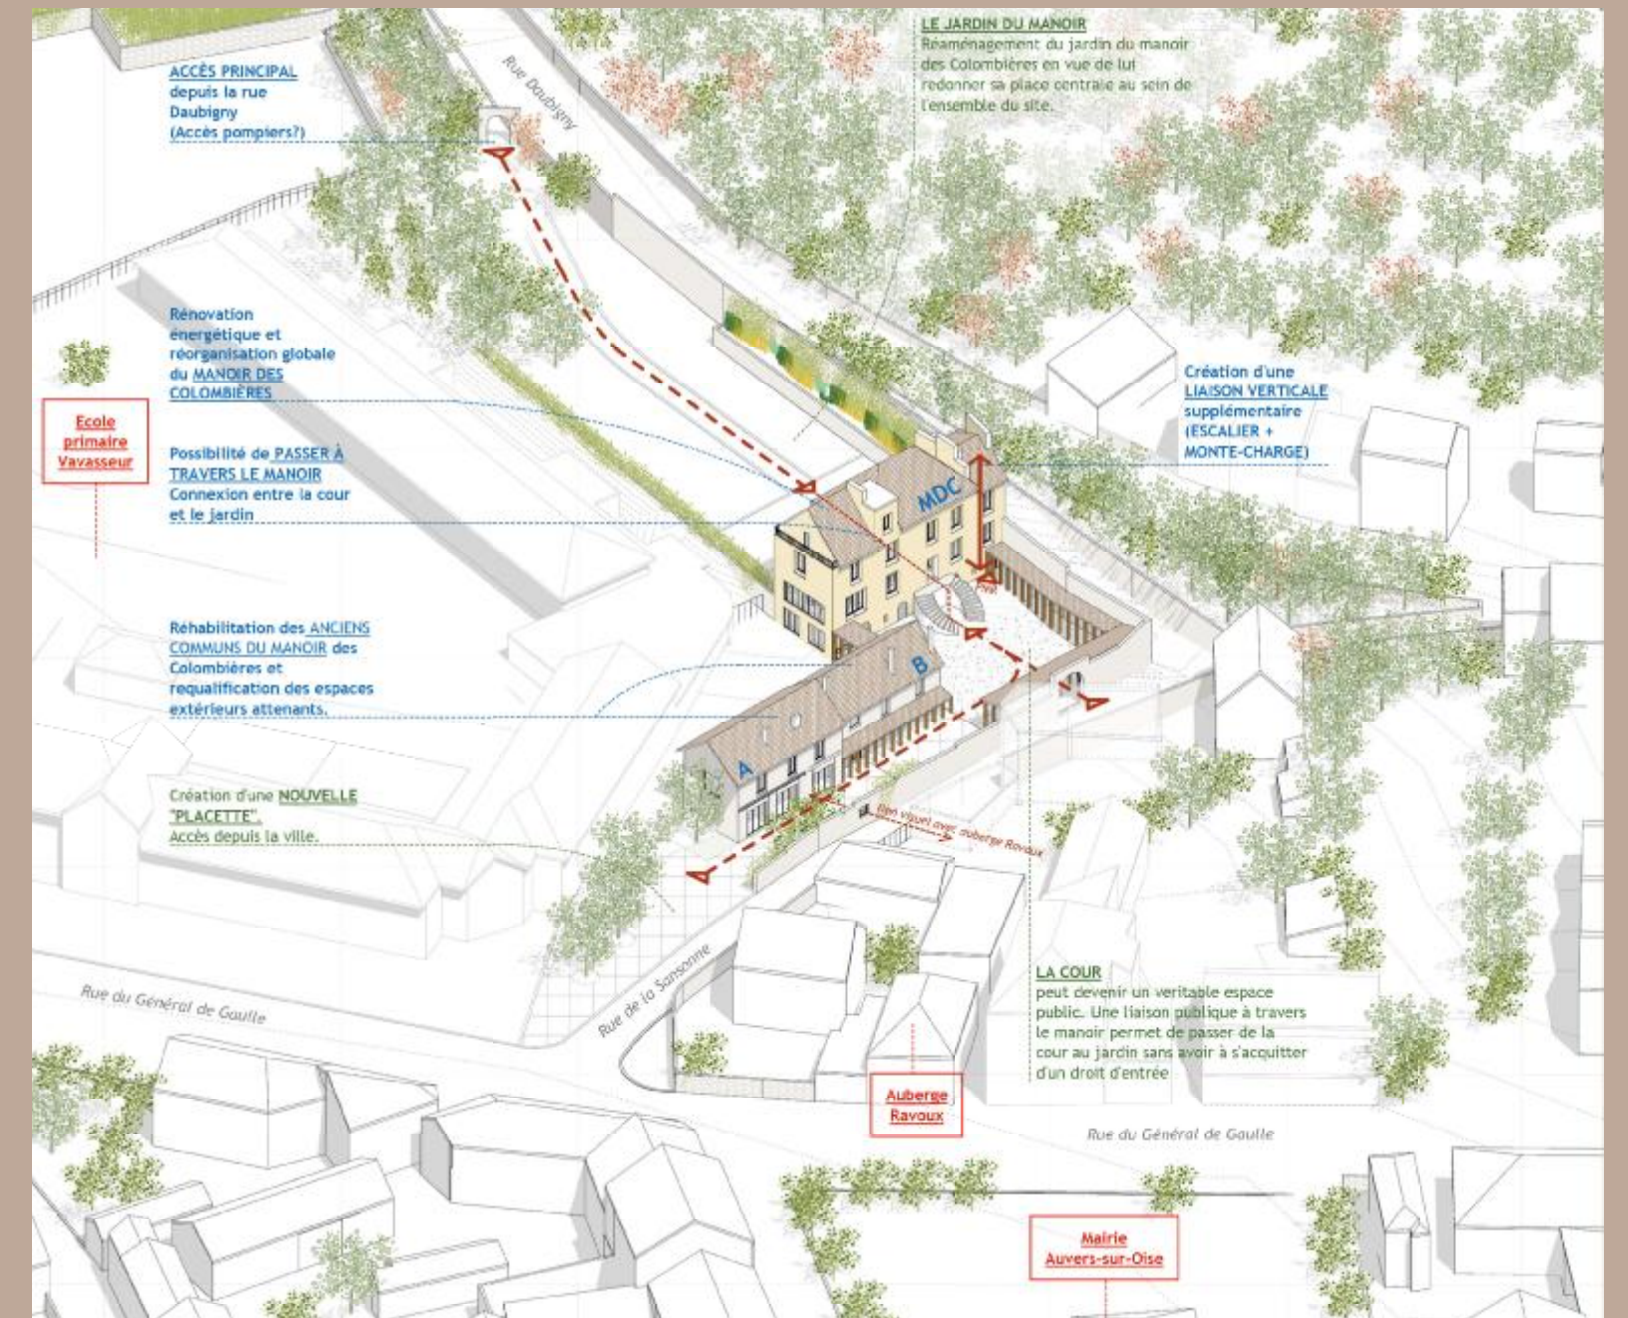 LE JARDIN DU MANOIR
Réaménagement du jardin du manoir
des Colombières en vue de lui
redonner sa place centrale au sein de
l'ensemble du site.
ACCÈS PRINCIPAL
depuis la rue
Daubigny
(Accès pompiers?)
Rue Daubigny
Rénovation
énergétique et
réorganisation globale
du MANOIR DES
COLOMBIÈRES
Création d'une
LIAISON VERTICALE
supplémentaire
(ESCALIER +
MONTE-CHARGE)
Ecole
primaire
Vavasseur
Possibilité de PASSER À
TRAVERS LE MANOIR
Connexion entre la cour
et le jardin
MDC
Réhabilitation des ANCIENS
COMMUNS DU MANOIR des
Colombières et
requalification des espaces
extérieurs attenants.
B
A
Création d'une NOUVELLE
"PLACETTE".
Accès depuis la ville.
lien visuel avec auberge Ravoux
Rue de la Sansonne
Rue du Général de Gaulle
LA COUR
peut devenir un veritable espace
public. Une liaison publique à travers
le manoir permet de passer de la
cour au jardin sans avoir à s'acquitter
d'un droit d'entrée
Auberge
Ravoux
Rue du Général de Gaulle
Mairie
Auvers-sur-Oise